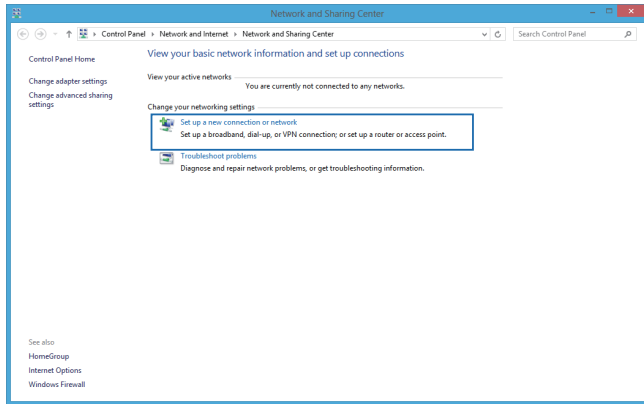 Network and Sharing Center
Control Panel › Network and Internet › Network and Sharing Center
Search Control Panel
Control Panel Home
Change adapter settings
Change advanced sharing
settings
View your basic network information and set up connections
View your active networks
You are currently not connected to any networks.
Change your networking settings
Set up a new connection or network
Set up a broadband, dial-up, or VPN connection; or set up a router or access point.
Troubleshoot problems
Diagnose and repair network problems, or get troubleshooting information.
See also
HomeGroup
Internet Options
Windows Firewall